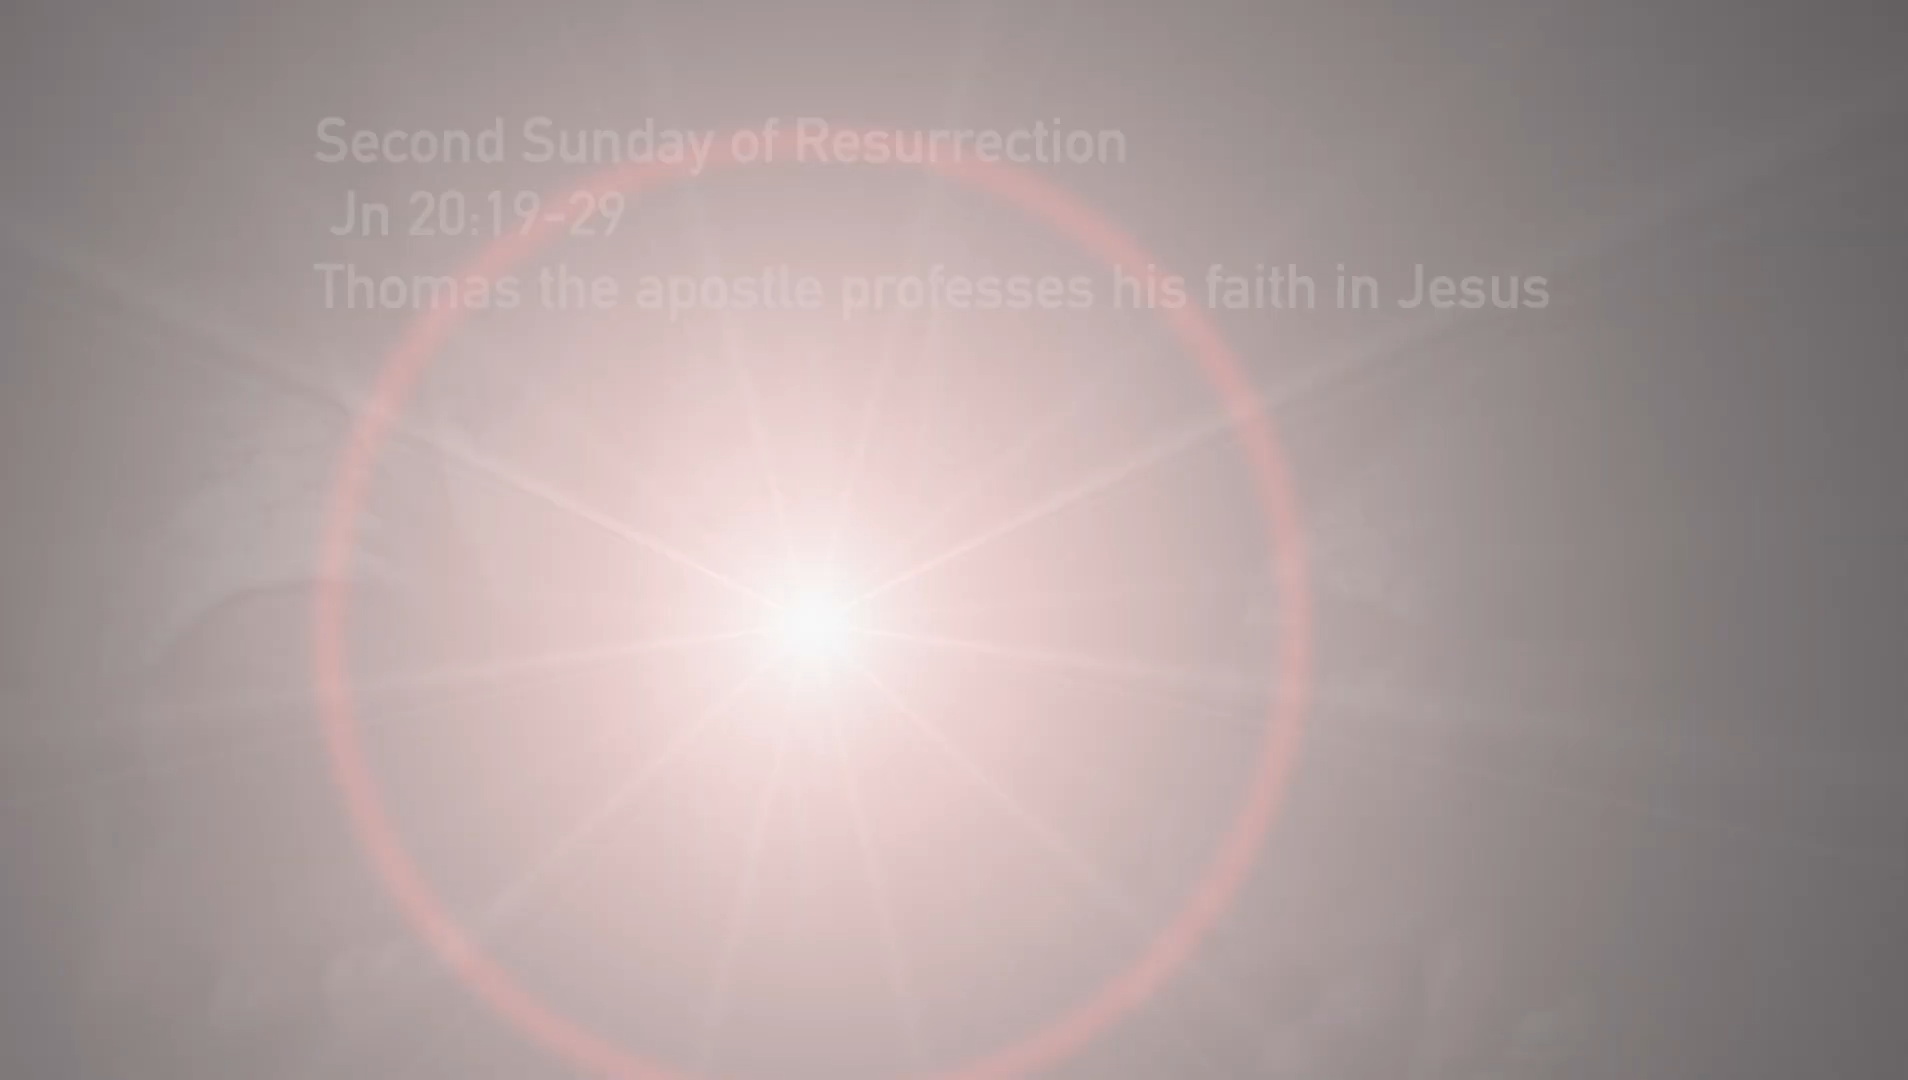 Second Sunday of Resurrection
Jn 20:19-29
Thomas the apostle professes his faith in Jesus